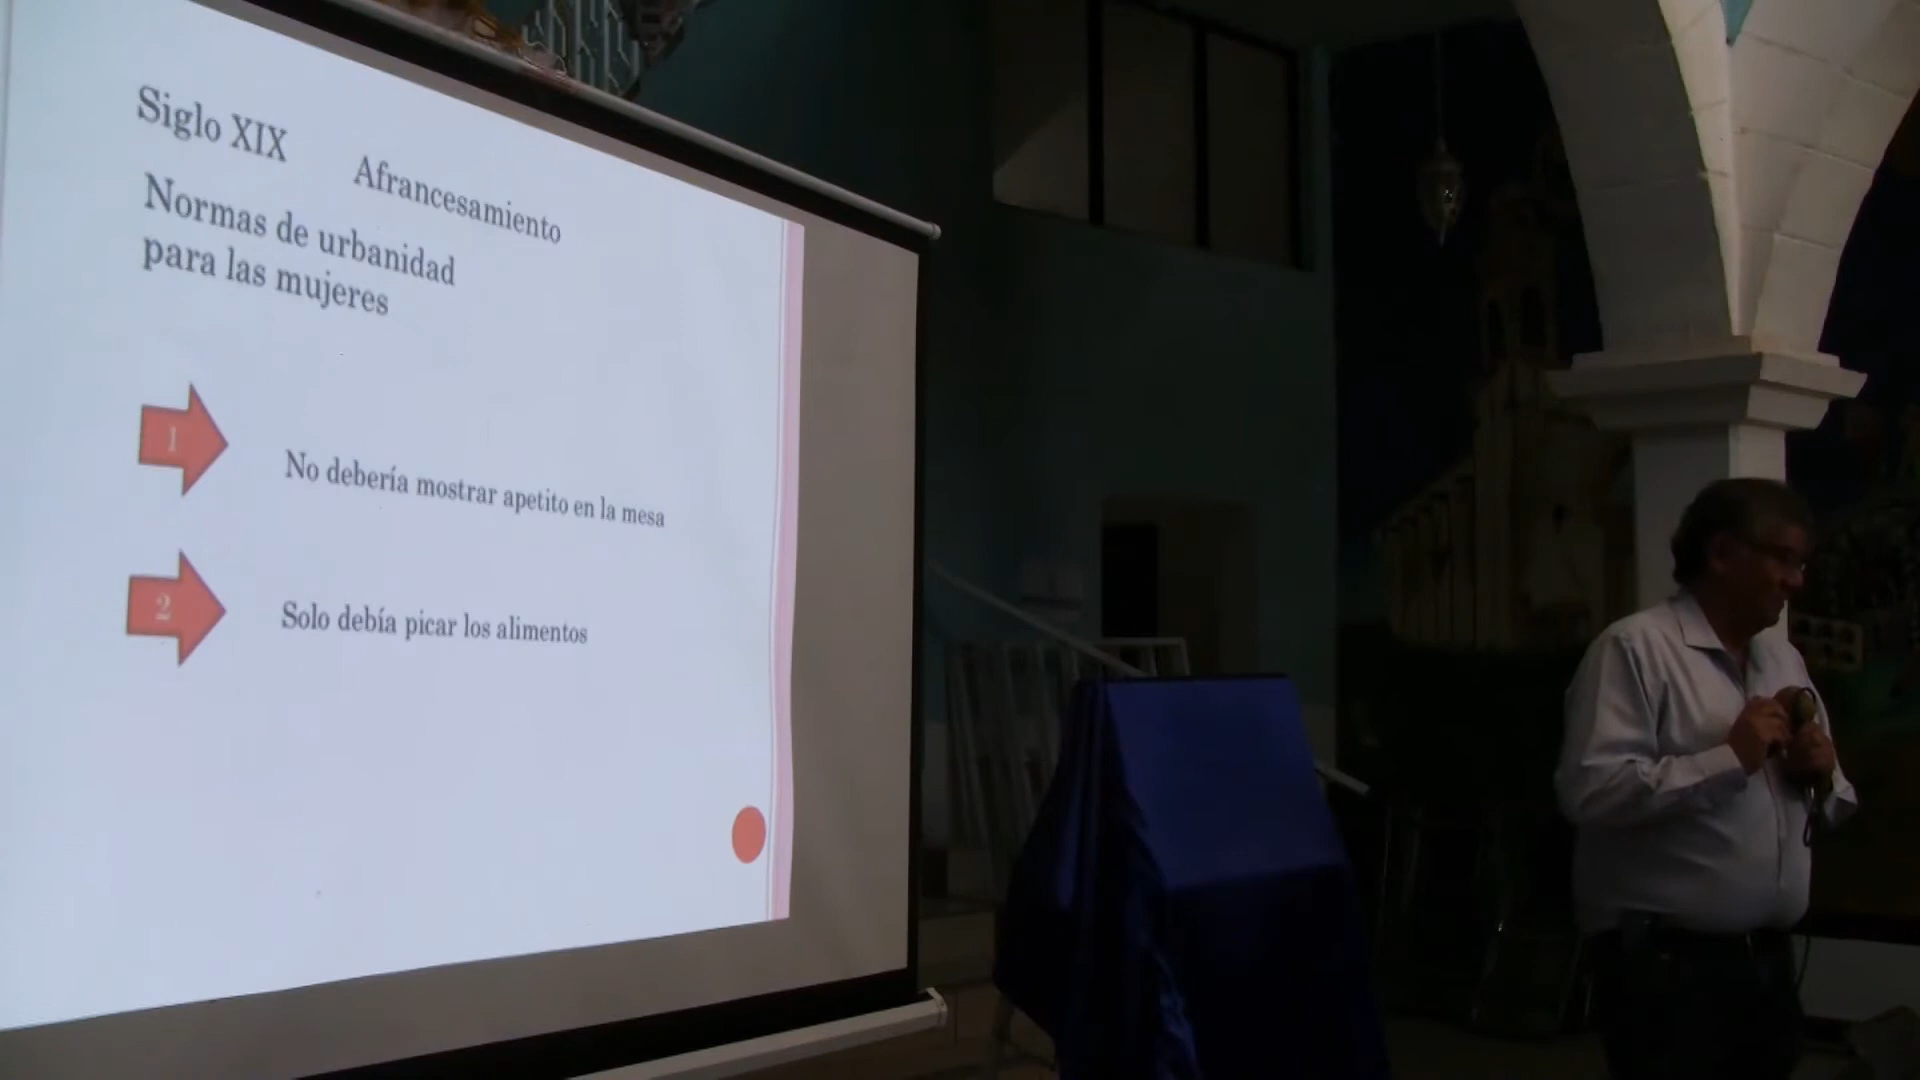 Siglo XIX Afrancesamiento
Normas de urbanidad
para las mujeres
1 No debería mostrar apetito en la mesa
2 Solo debía picar los alimentos